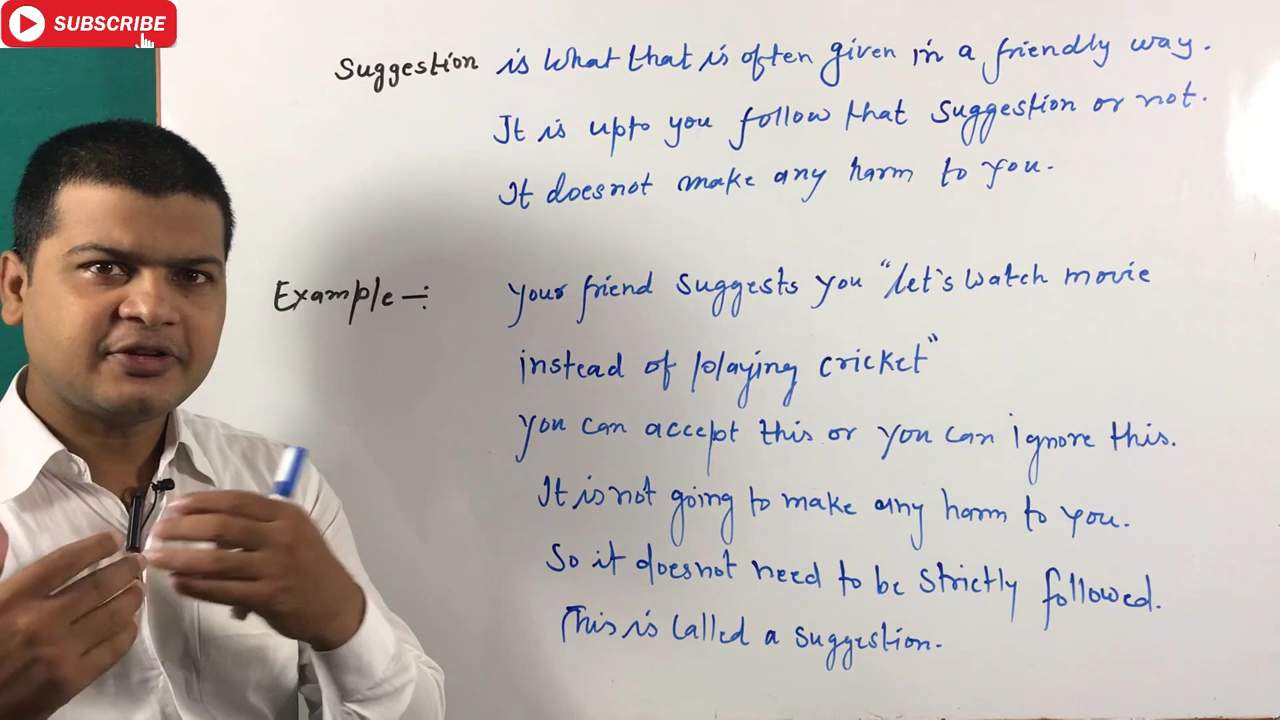 SUBSCRIBE
Suggestion is what that is often given in a friendly way.
It is upto you follow that suggestion or not.
It doesnot make any harm to you.
Example -: your friend suggests you "let's watch movie
instead of playing cricket"
you can accept this or you can ignore this.
It is not going to make any harm to you.
So it doesnot need to be strictly followed.
This is called a suggestion.